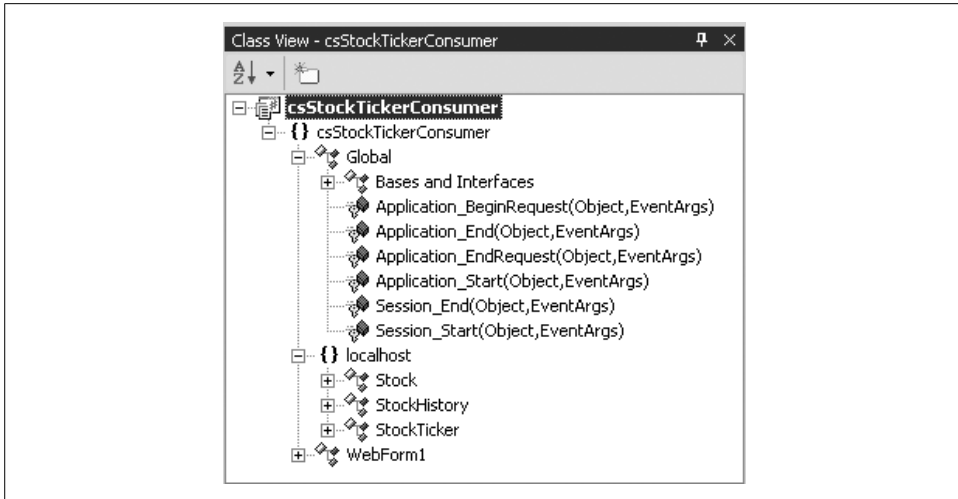 Class View - csStockTickerConsumer
csStockTickerConsumer
{} csStockTickerConsumer
Global
Bases and Interfaces
Application_BeginRequest(Object,EventArgs)
Application_End(Object,EventArgs)
Application_EndRequest(Object,EventArgs)
Application_Start(Object,EventArgs)
Session_End(Object,EventArgs)
Session_Start(Object,EventArgs)
{} localhost
Stock
StockHistory
StockTicker
WebForm1